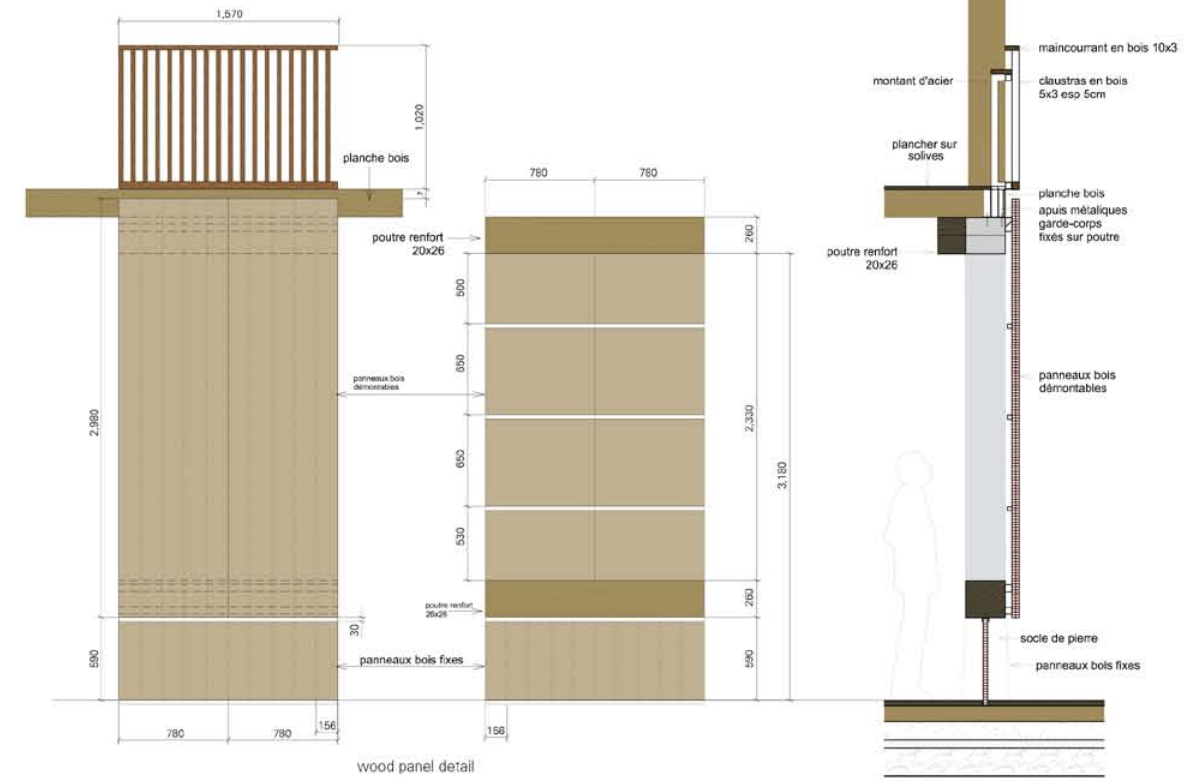 1,570
1,020
planche bois
7
2,980
590
30
780
780
156
panneaux bois
démontables
panneaux bois fixes
780
780
poutre renfort
20x26
260
500
650
650
530
2,330
3,180
poutre renfort
26x26
260
590
156
wood panel detail
maincourrant en bois 10x3
montant d'acier
claustras en bois
5x3 esp 5cm
plancher sur
solives
planche bois
apuis métaliques
garde-corps
fixés sur poutre
poutre renfort
20x26
panneaux bois
démontables
socle de pierre
panneaux bois fixes